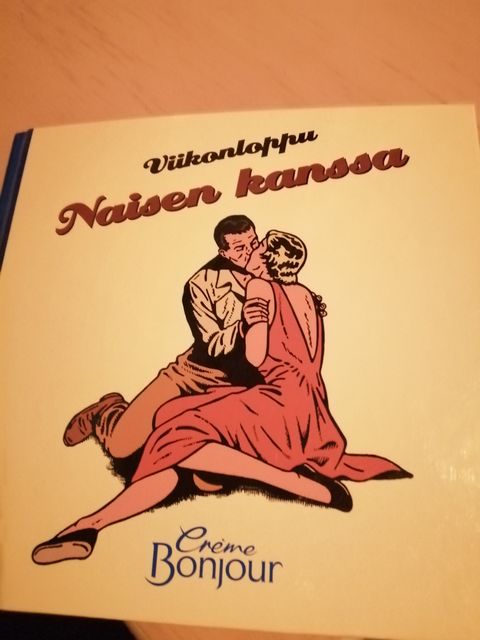 Viikonloppu
Naisen kanssa
Crème
Bonjour